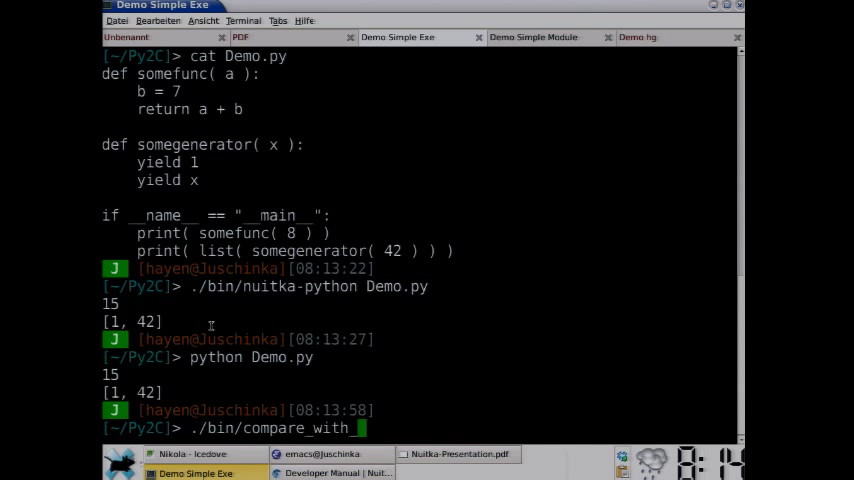 Demo Simple Exe
Datei Bearbeiten Ansicht Terminal Tabs Hilfe
Unbenannt PDF Demo Simple Exe Demo Simple Module Demo hg
[~/Py2C]> cat Demo.py
def somefunc( a ):
    b = 7
    return a + b

def somegenerator( x ):
    yield 1
    yield x

if __name__ == "__main__":
    print( somefunc( 8 ) )
    print( list( somegenerator( 42 ) ) )
J [hayen@Juschinka][08:13:22]
[~/Py2C]> ./bin/nuitka-python Demo.py
15
[1, 42]
J [hayen@Juschinka][08:13:27]
[~/Py2C]> python Demo.py
15
[1, 42]
J [hayen@Juschinka][08:13:58]
[~/Py2C]> ./bin/compare_with_
Nikola - Icedove emacs@Juschinka Nuitka-Presentation.pdf
Demo Simple Exe Developer Manual | Nuit...
8:14